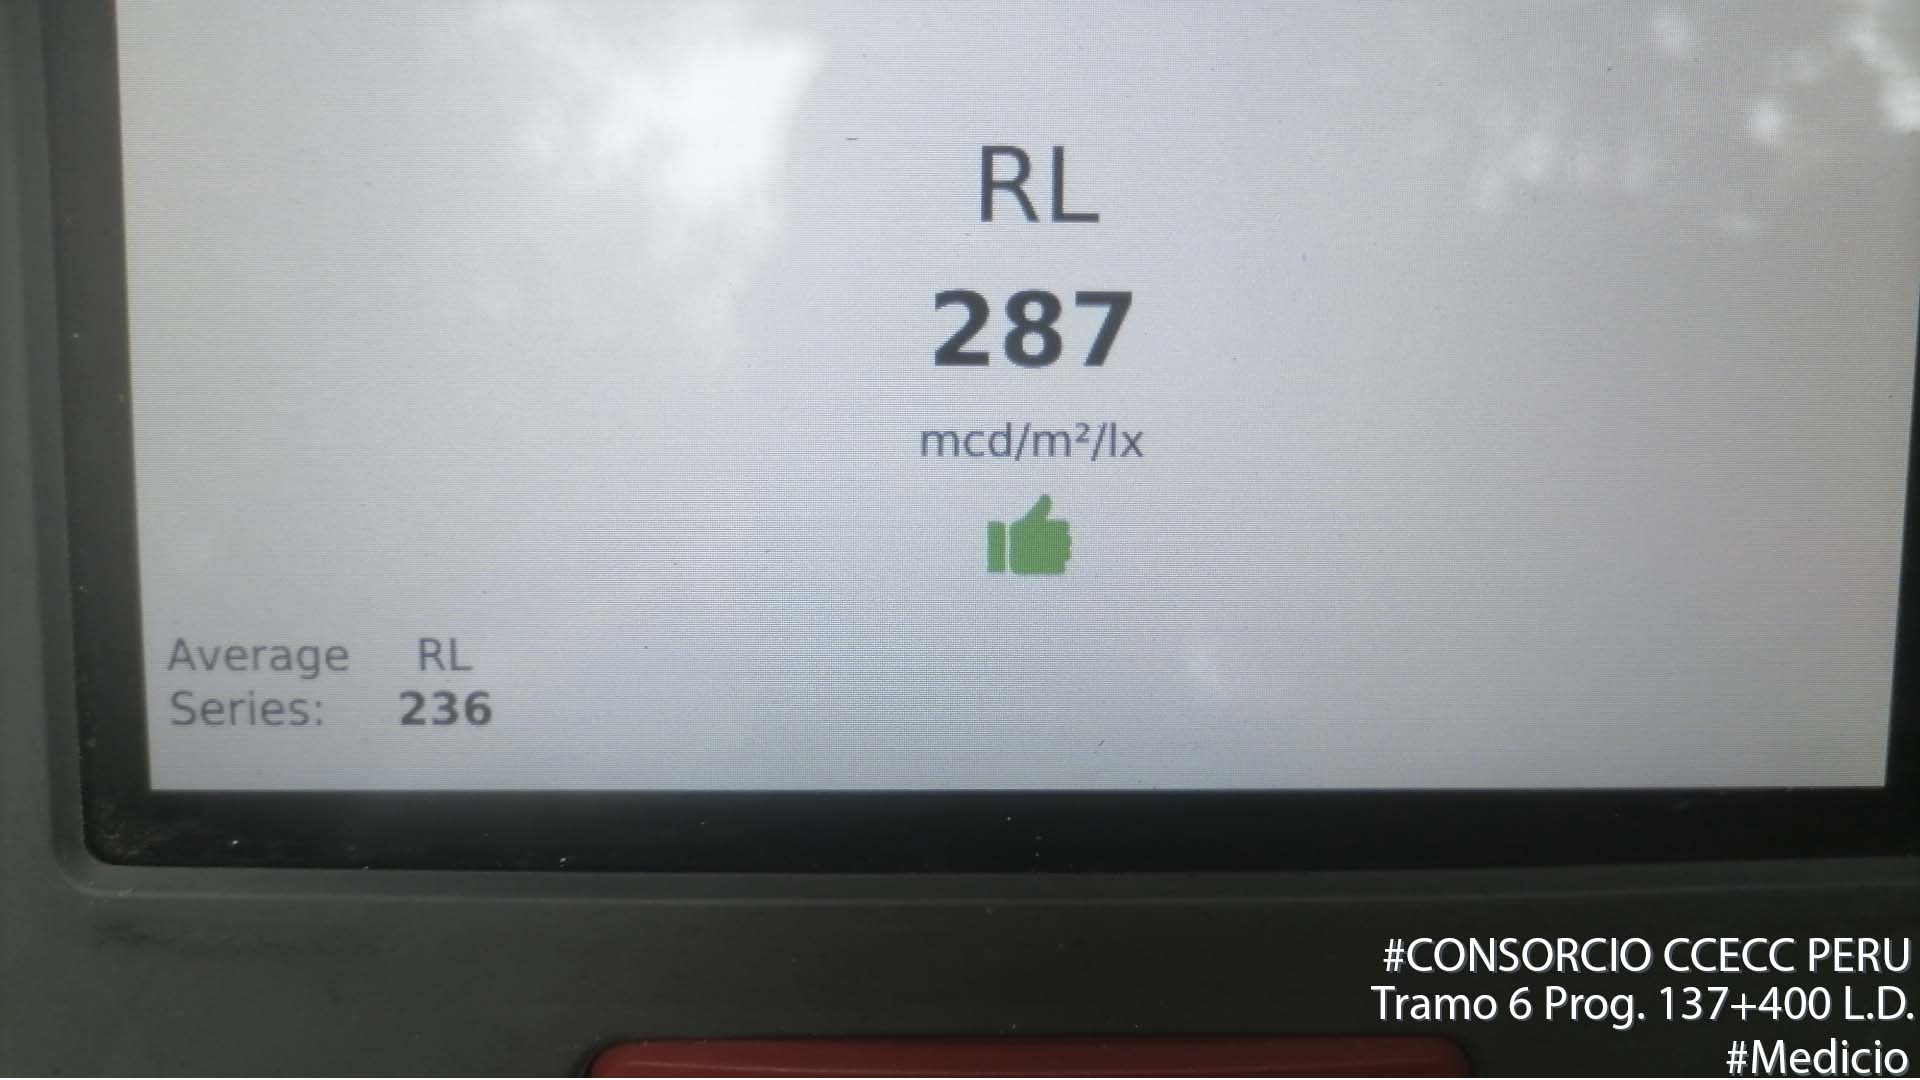 RL
287
mcd/m²/lx
Average RL
Series: 236
#CONSORCIO CCECC PERU
Tramo 6 Prog. 137+400 L.D.
#Medicio